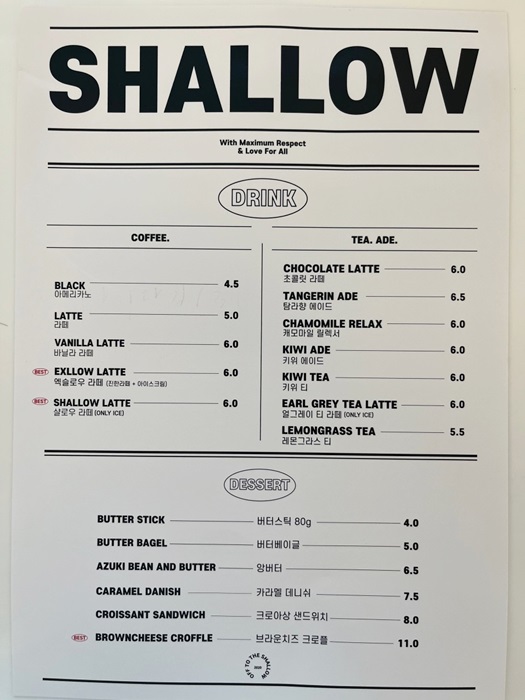 SHALLOW
With Maximum Respect
& Love For All
DRINK
COFFEE.
BLACK 4.5
아메리카노
LATTE 5.0
라떼
VANILLA LATTE 6.0
바닐라 라떼
BEST EXLLOW LATTE 6.0
엑슬로우 라떼 (진한라떼 + 아이스크림)
BEST SHALLOW LATTE 6.0
샬로우 라떼 (ONLY ICE)
TEA. ADE.
CHOCOLATE LATTE 6.0
초콜릿 라떼
TANGERIN ADE 6.5
탐라향 에이드
CHAMOMILE RELAX 6.0
캐모마일 릴렉서
KIWI ADE 6.0
키위 에이드
KIWI TEA 6.0
키위 티
EARL GREY TEA LATTE 6.0
얼그레이 티 라떼 (ONLY ICE)
LEMONGRASS TEA 5.5
레몬그라스 티
DESSERT
BUTTER STICK 버터스틱 80g 4.0
BUTTER BAGEL 버터베이글 5.0
AZUKI BEAN AND BUTTER 앙버터 6.5
CARAMEL DANISH 카라멜 데니쉬 7.5
CROISSANT SANDWICH 크로아상 샌드위치 8.0
BEST BROWNCHEESE CROFFLE 브라운치즈 크로플 11.0
OFF TO THE SHALLOW
2020